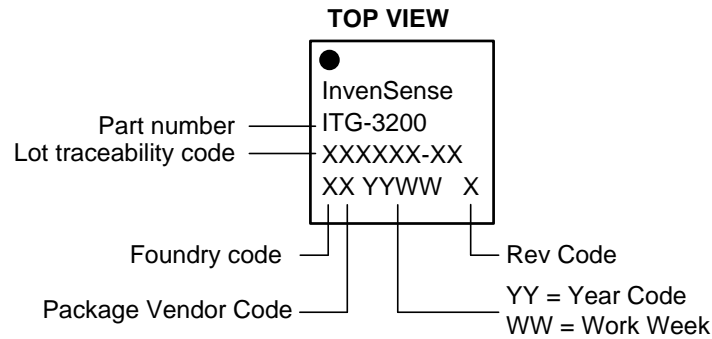 TOP VIEW
InvenSense
Part number
ITG-3200
Lot traceability code
XXXXXX-XX
XX YYWW X
Foundry code
Rev Code
Package Vendor Code
YY = Year Code
WW = Work Week